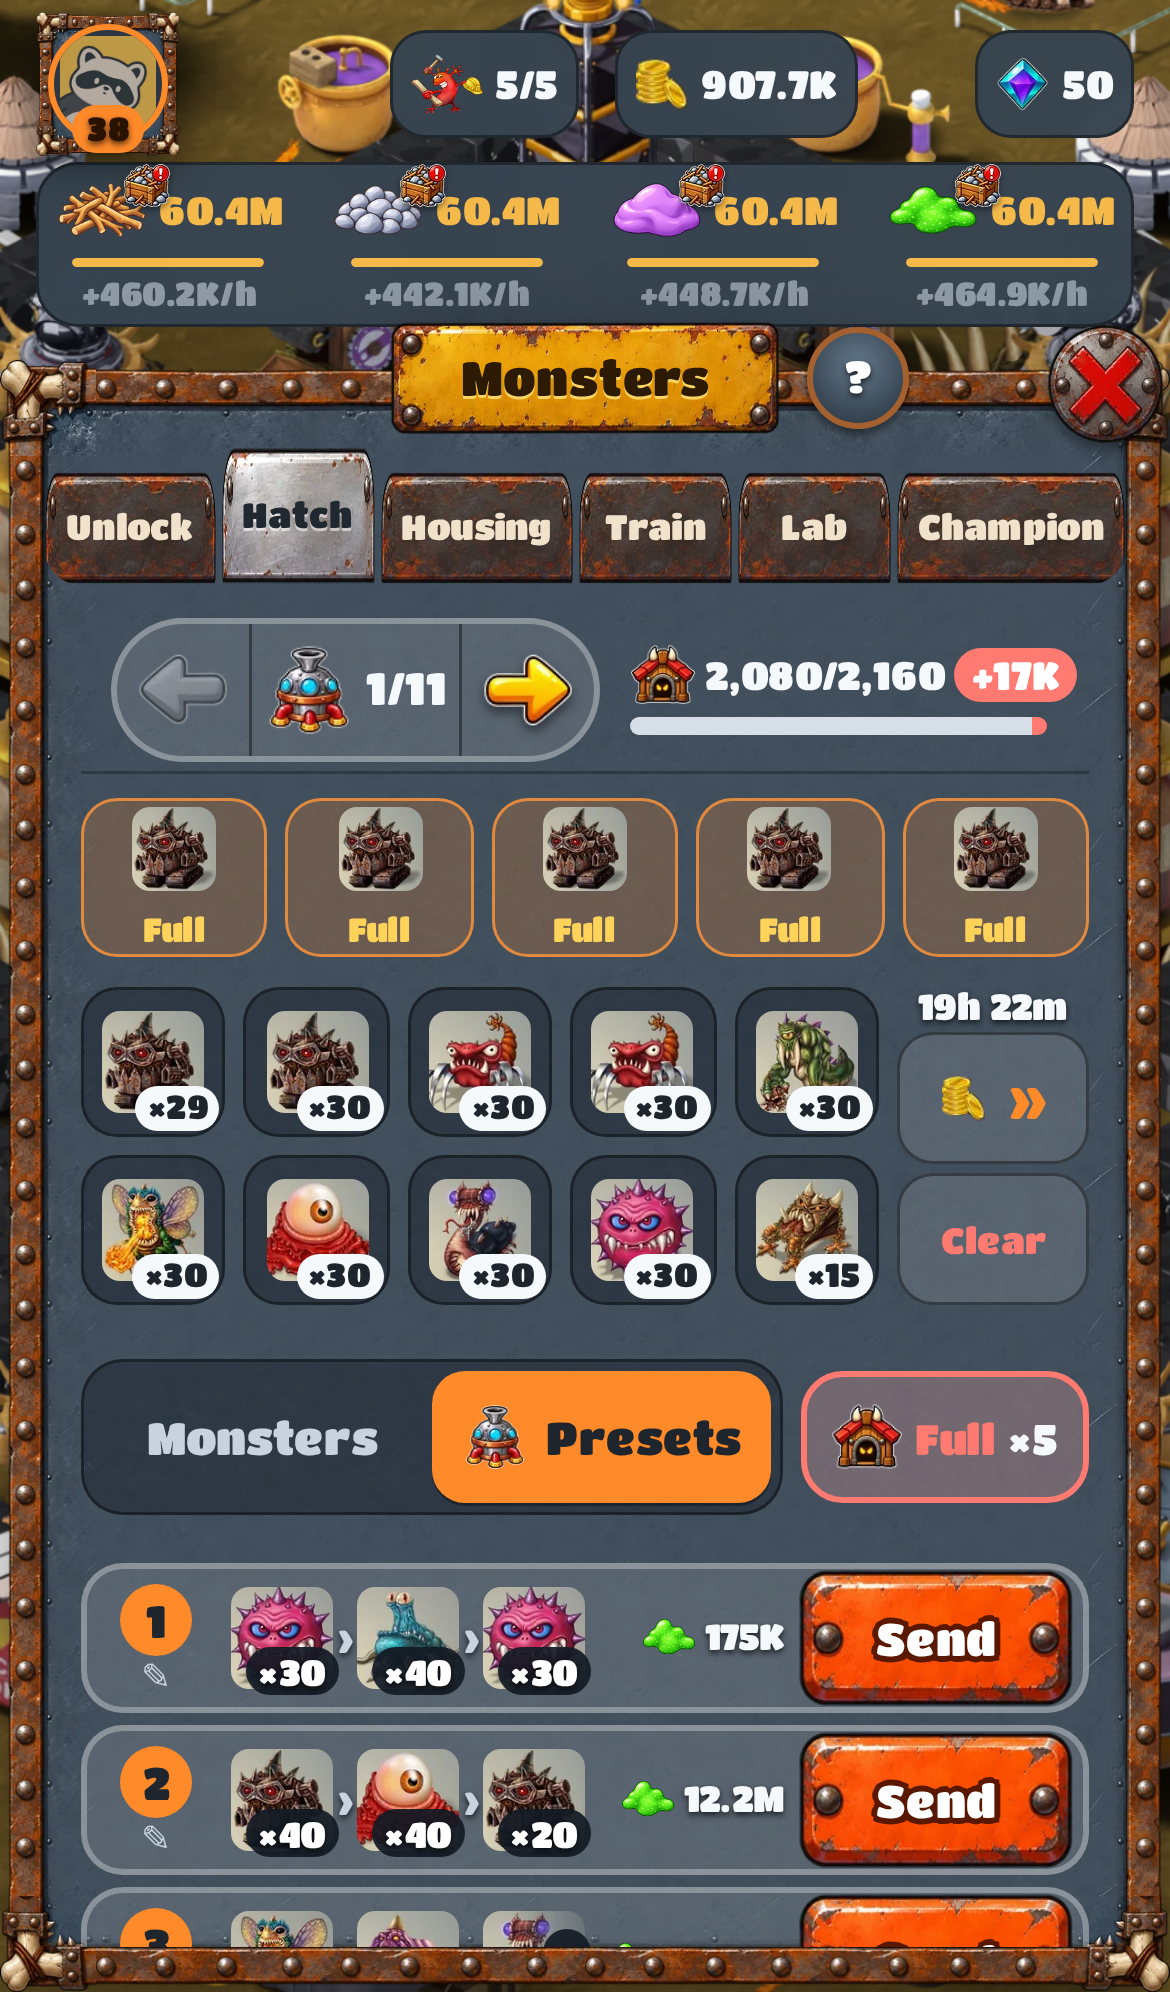 38
5/5
907.7K
50
60.4M
60.4M
60.4M
60.4M
+460.2K/h
+442.1K/h
+448.7K/h
+464.9K/h
Monsters
?
Unlock
Hatch
Housing
Train
Lab
Champion
1/11
2,080/2,160
+17K
Full
Full
Full
Full
Full
×29
×30
×30
×30
×30
19h 22m
»
×30
×30
×30
×30
×15
Clear
Monsters
Presets
Full ×5
1
×30
›
×40
›
×30
175K
Send
2
×40
›
×40
›
×20
12.2M
Send
3